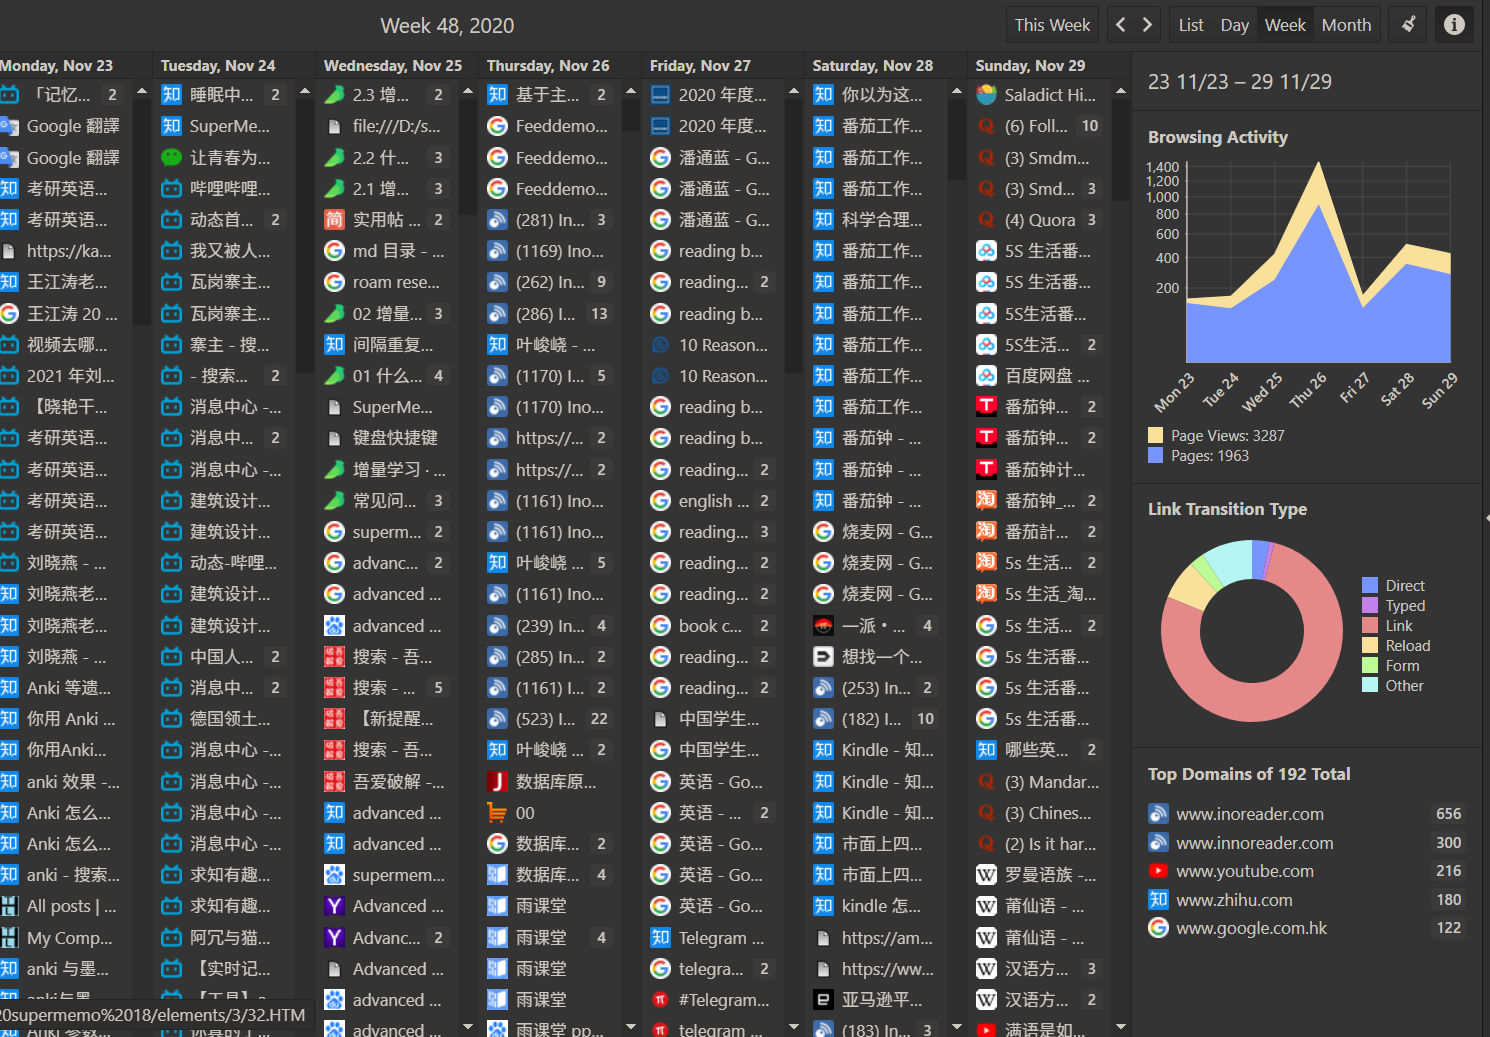 Week 48, 2020
This Week
List Day Week Month
Monday, Nov 23
「记忆... 2
Google 翻譯
Google 翻譯
考研英语...
考研英语...
https://ka...
王江涛老...
王江涛 20 ...
视频去哪...
2021 年刘...
【晓艳干...
考研英语...
考研英语...
考研英语...
考研英语...
刘晓燕 - ...
刘晓燕老...
刘晓燕老...
刘晓燕 - ...
Anki 等遗...
你用 Anki ...
你用Anki...
anki 效果 -...
Anki 怎么...
Anki 怎么...
anki - 搜索...
All posts | ...
My Comp...
anki 与墨...
20supermemo%2018/elements/3/32.HTM
Tuesday, Nov 24
睡眠中... 2
SuperMe...
让青春为...
哔哩哔哩...
动态首... 2
我又被人...
瓦岗寨主...
瓦岗寨主...
寨主 - 搜...
- 搜索... 2
消息中心 -...
消息中... 2
消息中心 -...
建筑设计...
建筑设计...
动态-哔哩...
建筑设计...
建筑设计...
中国人... 2
消息中... 2
德国领土...
消息中心 -...
消息中心 -...
消息中心 -...
消息中心 -...
求知有趣...
求知有趣...
阿冗与猫...
【实时记...
Wednesday, Nov 25
2.3 增... 2
file:///D:/s...
2.2 什... 3
2.1 增... 3
实用帖 ... 2
md 目录 - ...
roam rese...
02 增量... 3
间隔重复...
01 什么... 4
SuperMe...
键盘快捷键
增量学习 · ...
常见问... 3
superm... 2
advanc... 2
advanced ...
advanced ...
搜索 - 吾...
搜索 - ... 5
【新提醒...
搜索 - 吾...
吾爱破解 -...
advanced ...
advanced ...
supermem...
Advanced ...
Advanc... 2
Advanced ...
advanced ...
advanced ...
Thursday, Nov 26
基于主... 2
Feeddemo...
Feeddemo...
Feeddemo...
(281) In... 3
(1169) Ino...
(262) In... 9
(286) I... 13
叶峻峣 - ...
(1170) I... 5
(1170) Ino...
https://... 2
https://... 2
(1161) Ino...
(1161) Ino...
叶峻峣 ... 5
(1161) Ino...
(239) In... 4
(285) In... 2
(1161) I... 2
(523) I... 22
叶峻峣 ... 2
数据库原...
00
数据库... 2
数据库... 4
雨课堂
雨课堂 4
雨课堂
雨课堂
雨课堂 pp...
Friday, Nov 27
2020 年度...
2020 年度...
潘通蓝 - G...
潘通蓝 - G...
潘通蓝 - G...
reading b...
reading... 2
reading b...
10 Reason...
10 Reason...
reading b...
reading b...
reading... 2
english ... 2
reading... 3
reading... 2
reading... 2
book c... 2
reading... 2
reading... 2
中国学生...
中国学生...
英语 - Go...
英语 - ... 2
英语 - Go...
英语 - Go...
英语 - Go...
Telegram ...
telegra... 2
#Telegram...
telegram ...
Saturday, Nov 28
你以为这...
番茄工作...
番茄工作...
番茄工作...
科学合理...
番茄工作...
番茄工作...
番茄工作...
番茄工作...
番茄工作...
番茄工作...
番茄钟 - ...
番茄钟 - ...
番茄钟 - ...
烧麦网 - G...
烧麦网 - G...
烧麦网 - G...
一派 • ... 4
想找一个...
(253) In... 2
(182) I... 10
Kindle - 知...
Kindle - 知...
Kindle - 知...
市面上四...
市面上四...
kindle 怎...
https://am...
https://ww...
亚马逊平...
(183) In... 3
Sunday, Nov 29
Saladict Hi...
(6) Foll... 10
(3) Smdm...
(3) Smd... 3
(4) Quora 3
5S 生活番...
5S 生活番...
5S生活番...
5S生活... 2
百度网盘 ...
番茄钟... 2
番茄钟... 2
番茄钟计...
番茄钟_... 2
番茄計... 2
5s 生活... 2
5s 生活_淘...
5s 生活... 2
5s 生活番...
5s 生活番...
5s 生活番...
哪些英... 2
(3) Mandar...
(3) Chines...
(2) Is it har...
罗曼语族 -...
莆仙语 - ...
莆仙语 - ...
汉语方... 3
汉语方... 2
满语是如...
23 11/23 – 29 11/29
Browsing Activity
1,400
1,200
1,000
800
600
400
200
Mon 23 Tue 24 Wed 25 Thu 26 Fri 27 Sat 28 Sun 29
Page Views: 3287
Pages: 1963
Link Transition Type
Direct
Typed
Link
Reload
Form
Other
Top Domains of 192 Total
www.inoreader.com 656
www.innoreader.com 300
www.youtube.com 216
www.zhihu.com 180
www.google.com.hk 122